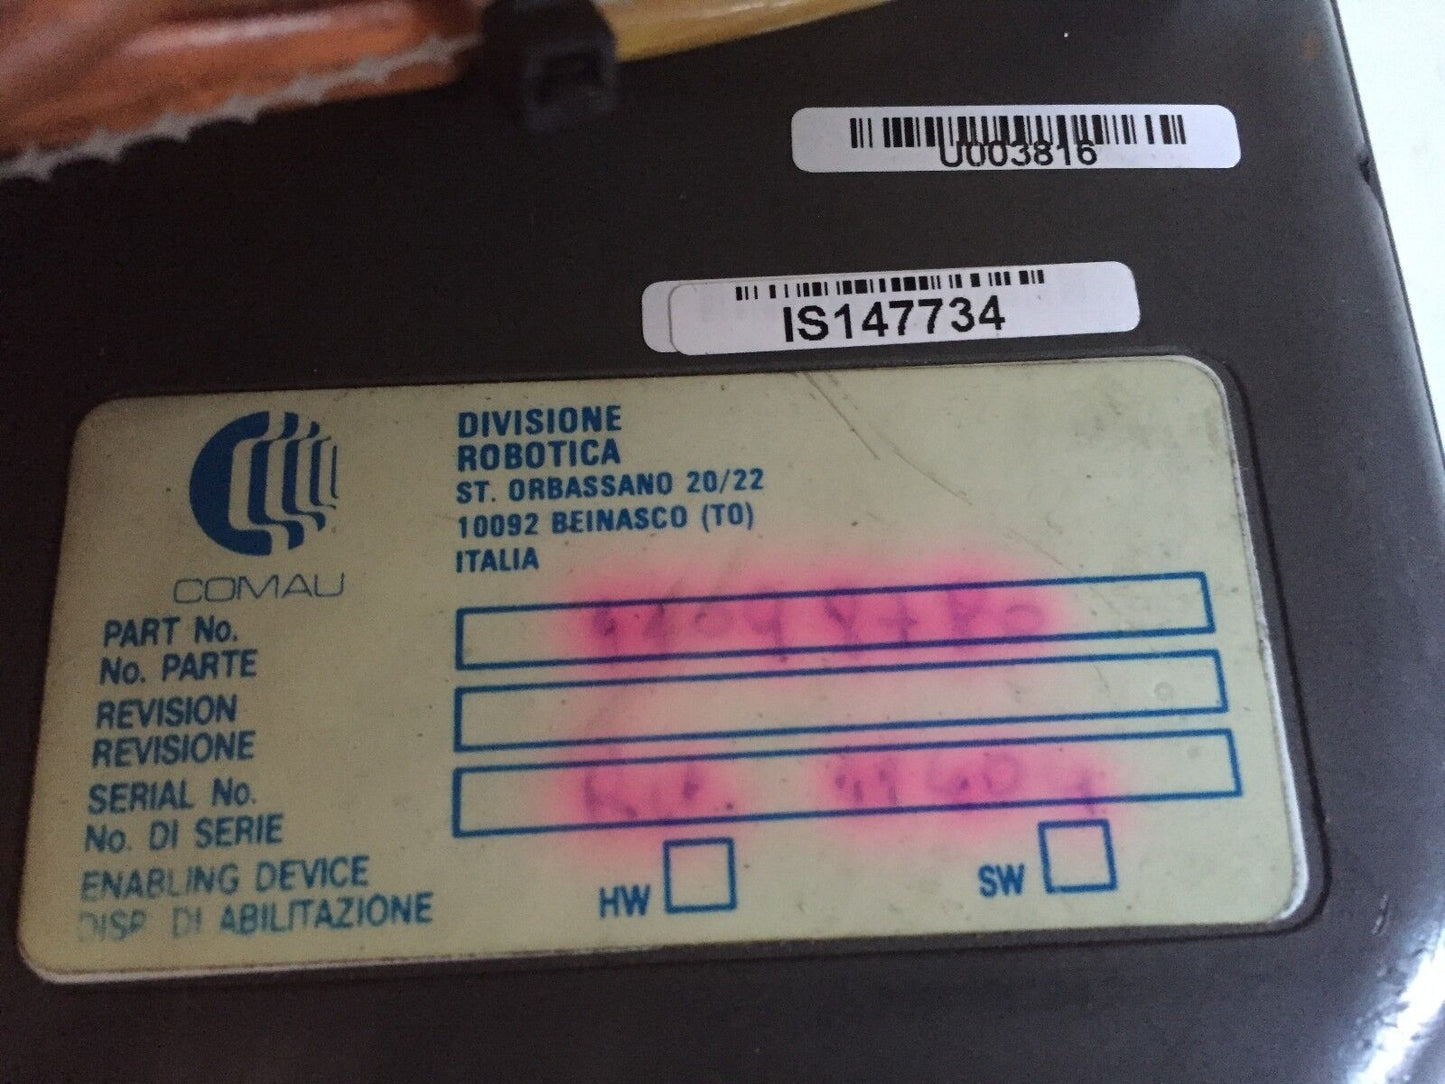 U003816
IS147734
DIVISIONE
ROBOTICA
ST. ORBASSANO 20/22
10092 BEINASCO (TO)
ITALIA
COMAU
PART No.
No. PARTE
REVISION
REVISIONE
SERIAL No.
No. DI SERIE
ENABLING DEVICE
DISP. DI ABILITAZIONE
HW
SW